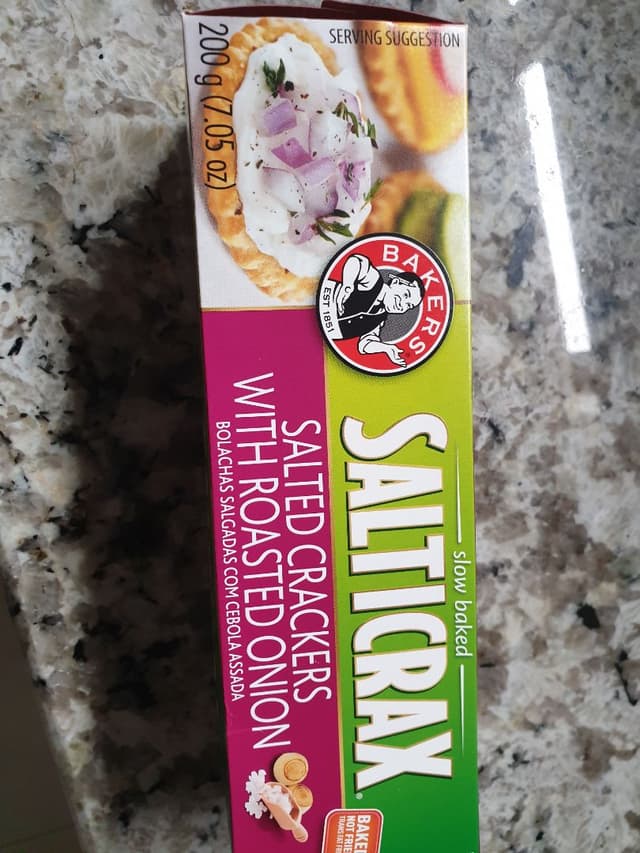 SERVING SUGGESTION
200 g (7.05 oz)
BAKERS
EST 1851
slow baked
SALTICRAX
SALTED CRACKERS
WITH ROASTED ONION
BOLACHAS SALGADAS COM CEBOLA ASSADA
NOT